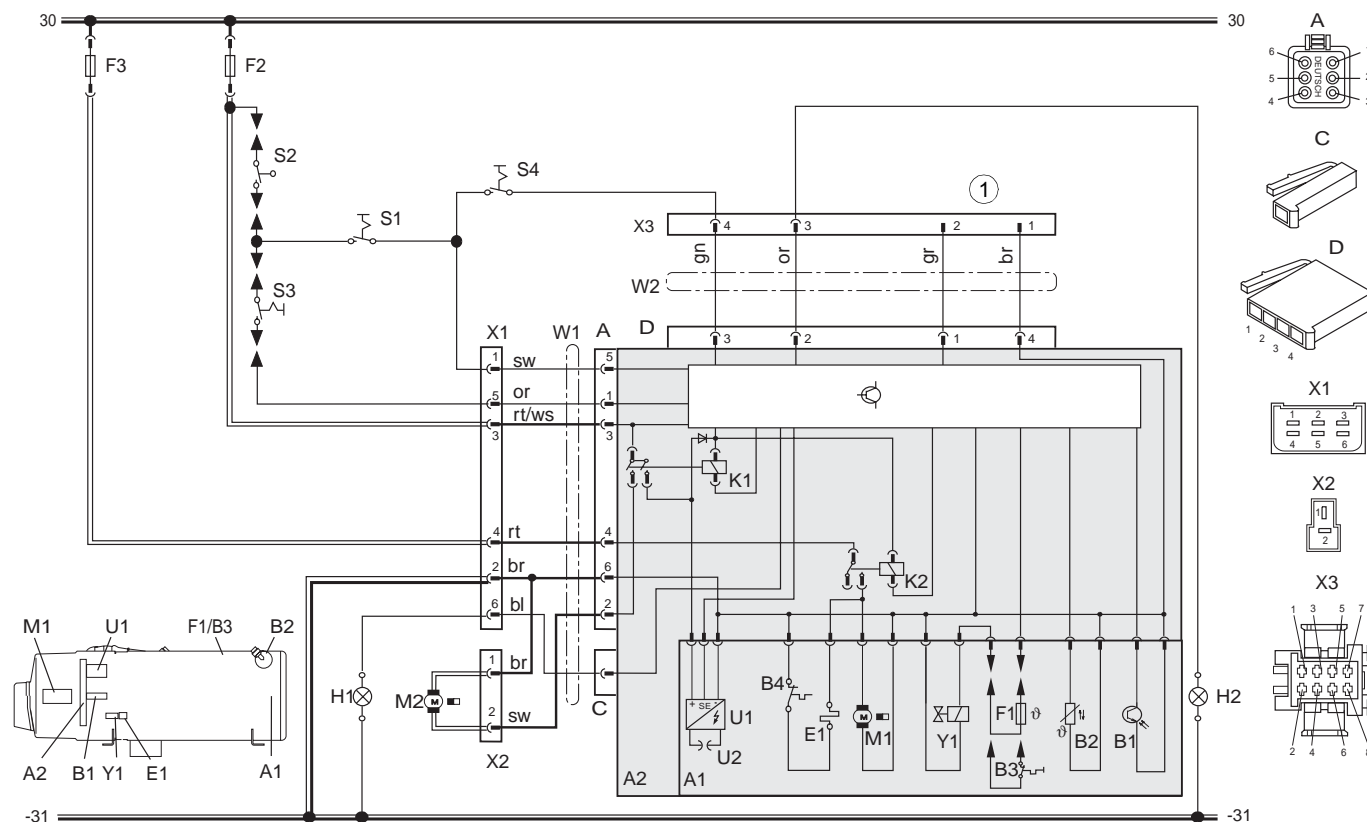 30
30
F3
F2
S2
S4
S1
S3
1
X3
4
3
2
1
gn
or
gr
br
W2
X1
W1
A
D
3
2
1
4
1
sw
5
5
or
1
3
rt/ws
3
K1
4
rt
4
2
br
6
K2
6
bl
2
M1
U1
F1/B3
B2
H1
M2
M
1
br
2
sw
X2
C
B4
+ SE -
U1
U2
E1
M
M1
Y1
F1
ϑ
B3
ϑ
B2
B1
H2
A2
B1
Y1
E1
A1
A2
A1
-31
-31
A
6
5
4
DEUTSCH
C
D
1
2
3
4
X1
1 2 3
4 5 6
X2
1
2
X3
1 3 5 7
2 4 6